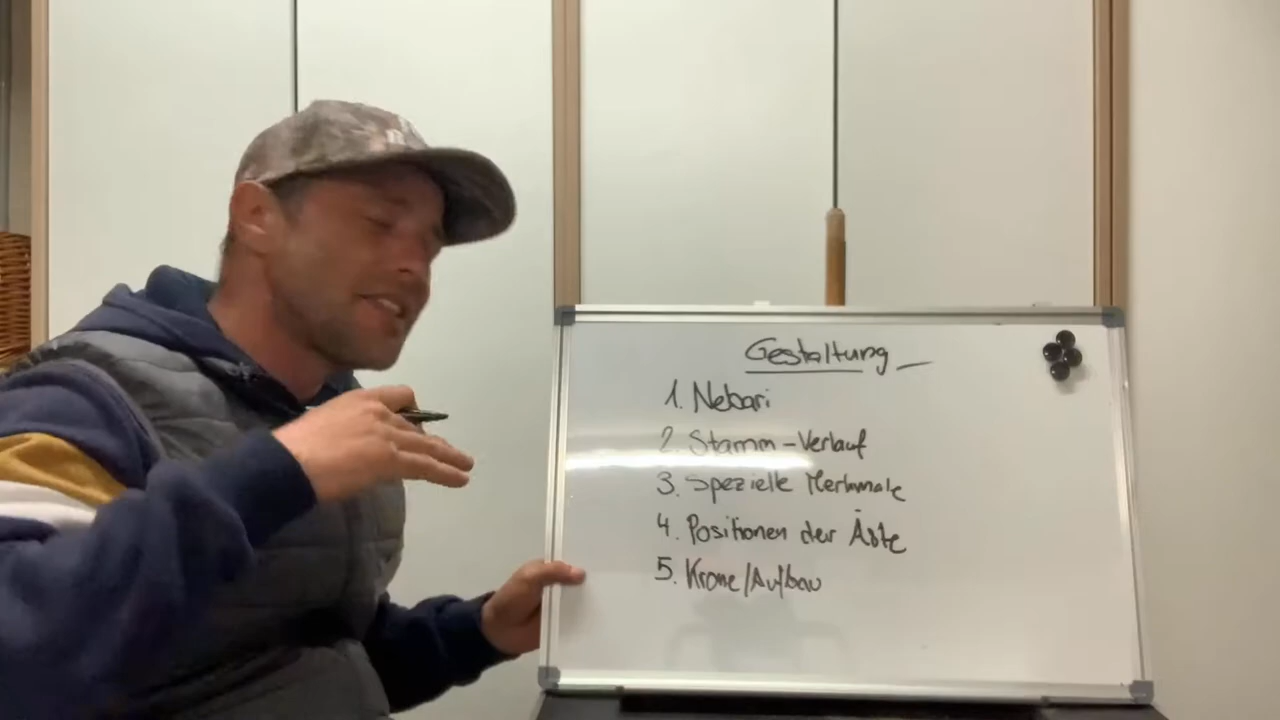 Gestaltung
1. Nebari
2. Stamm-Verlauf
3. Spezielle Merkmale
4. Positionen der Äste
5. Krone/Aufbau